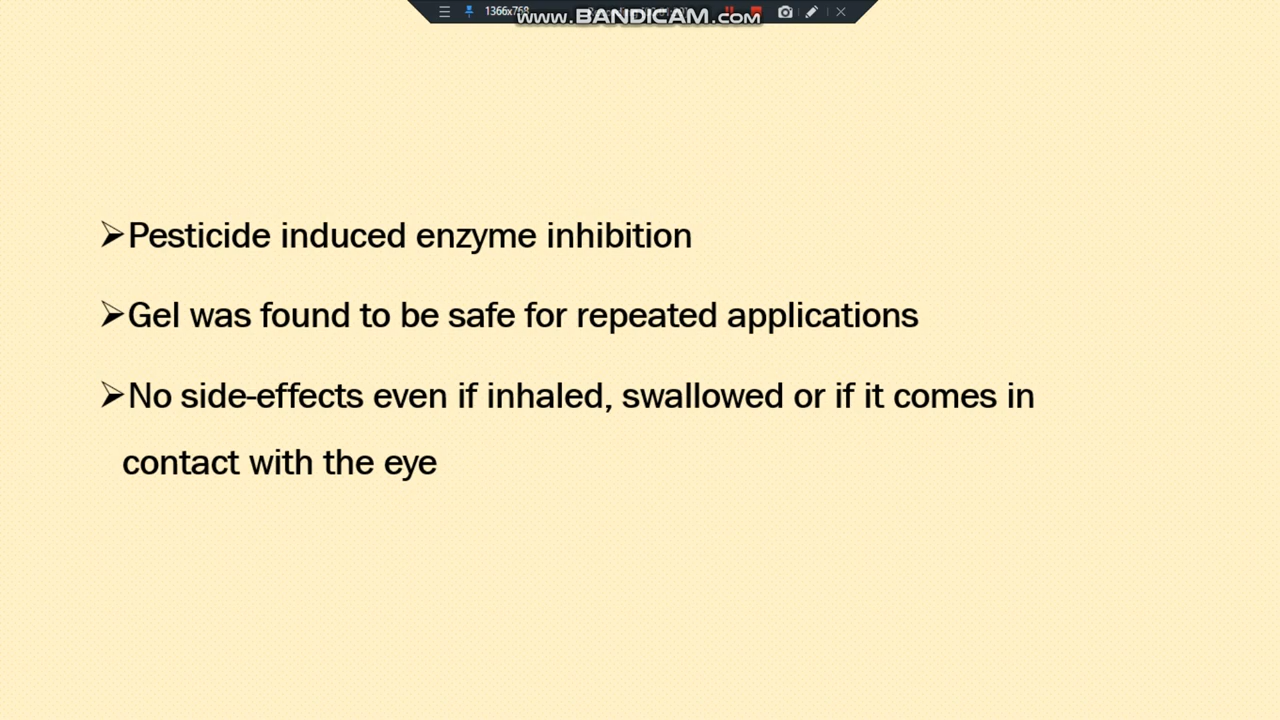 1366x768
www.BANDICAM.com
➢Pesticide induced enzyme inhibition
➢Gel was found to be safe for repeated applications
➢No side-effects even if inhaled, swallowed or if it comes in
contact with the eye